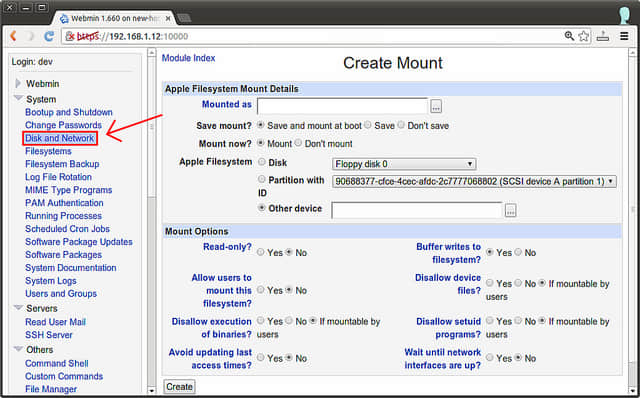 Webmin 1.660 on new-ho
https://192.168.1.12:10000
Login: dev
Webmin
System
Bootup and Shutdown
Change Passwords
Disk and Network
Filesystems
Filesystem Backup
Log File Rotation
MIME Type Programs
PAM Authentication
Running Processes
Scheduled Cron Jobs
Software Package Updates
Software Packages
System Documentation
System Logs
Users and Groups
Servers
Read User Mail
SSH Server
Others
Command Shell
Custom Commands
File Manager
Module Index
Create Mount
Apple Filesystem Mount Details
Mounted as ...
Save mount? Save and mount at boot Save Don't save
Mount now? Mount Don't mount
Apple Filesystem Disk Floppy disk 0
Partition with 90688377-cfce-4cec-afdc-2c7777068802 (SCSI device A partition 1)
ID
Other device ...
Mount Options
Read-only? Yes No
Buffer writes to Yes No
filesystem?
Allow users to Yes No
mount this
filesystem?
Disallow device Yes No If mountable by
files? users
Disallow execution Yes No If mountable by
of binaries? users
Disallow setuid Yes No If mountable by
programs? users
Avoid updating last Yes No
access times?
Wait until network Yes No
interfaces are up?
Create